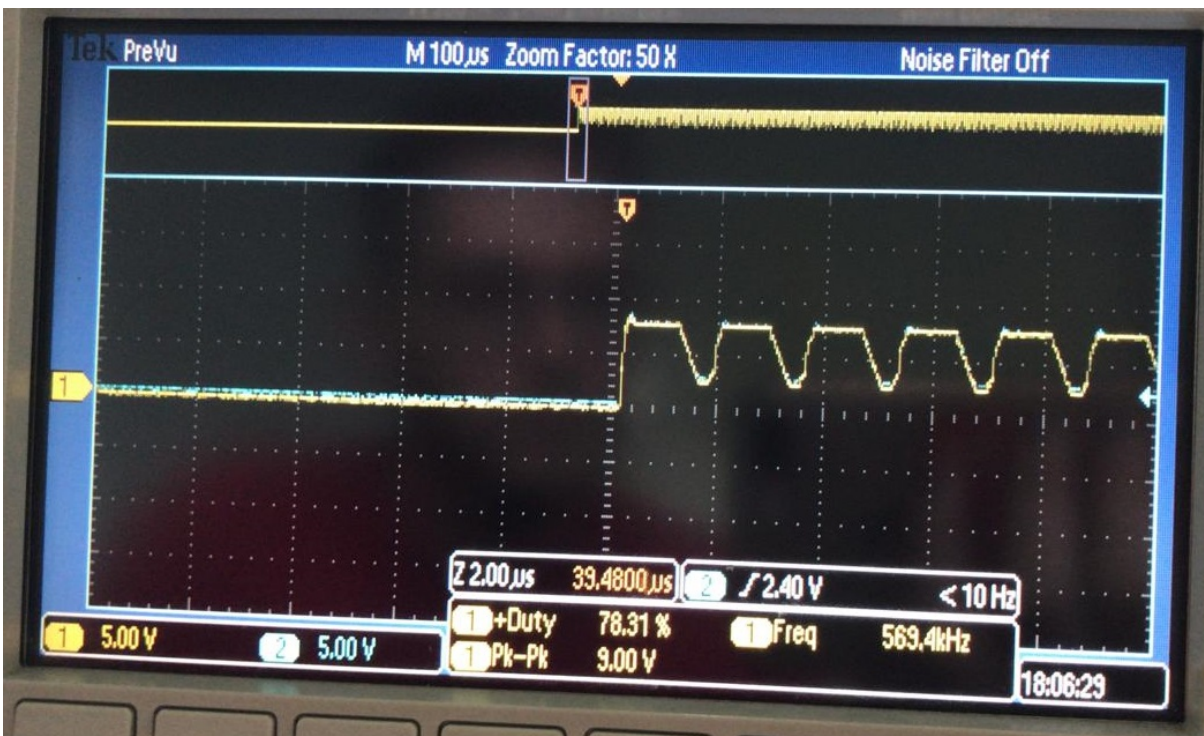 Tek PreVu M 100µs Zoom Factor: 50 X Noise Filter Off
T
T
1
Z 2.00µs 39.4800µs 2 ∫ 2.40 V < 10 Hz
1 5.00 V 2 5.00 V
1 +Duty 78.31 % 1 Freq 569.4kHz
1 Pk-Pk 9.00 V
18:06:29